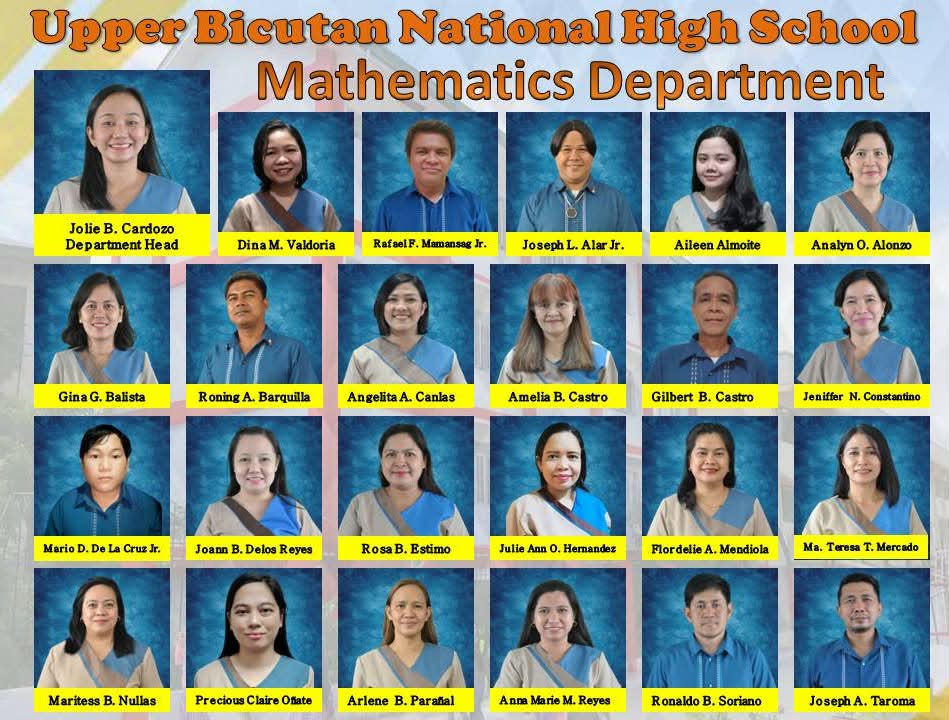 Upper Bicutan National High School
Mathematics Department
Jolie B. Cardozo
Department Head
Dina M. Valdoria
Rafael F. Mamansag Jr.
Joseph L. Alar Jr.
Aileen Almoite
Analyn O. Alonzo
Gina G. Balista
Roning A. Barquilla
Angelita A. Canlas
Amelia B. Castro
Gilbert B. Castro
Jeniffer N. Constantino
Mario D. De La Cruz Jr.
Joann B. Delos Reyes
Rosa B. Estimo
Julie Ann O. Hernandez
Flordelie A. Mendiola
Ma. Teresa T. Mercado
Maritess B. Nullas
Precious Claire Oñate
Arlene B. Parañal
Anna Marie M. Reyes
Ronaldo B. Soriano
Joseph A. Taroma